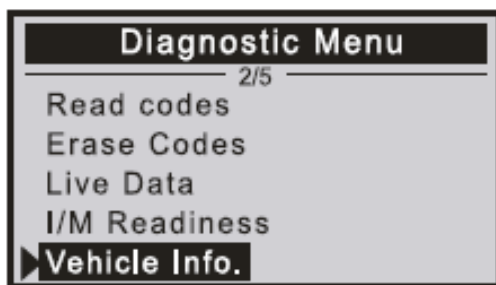 Diagnostic Menu
2/5
Read codes
Erase Codes
Live Data
I/M Readiness
Vehicle Info.